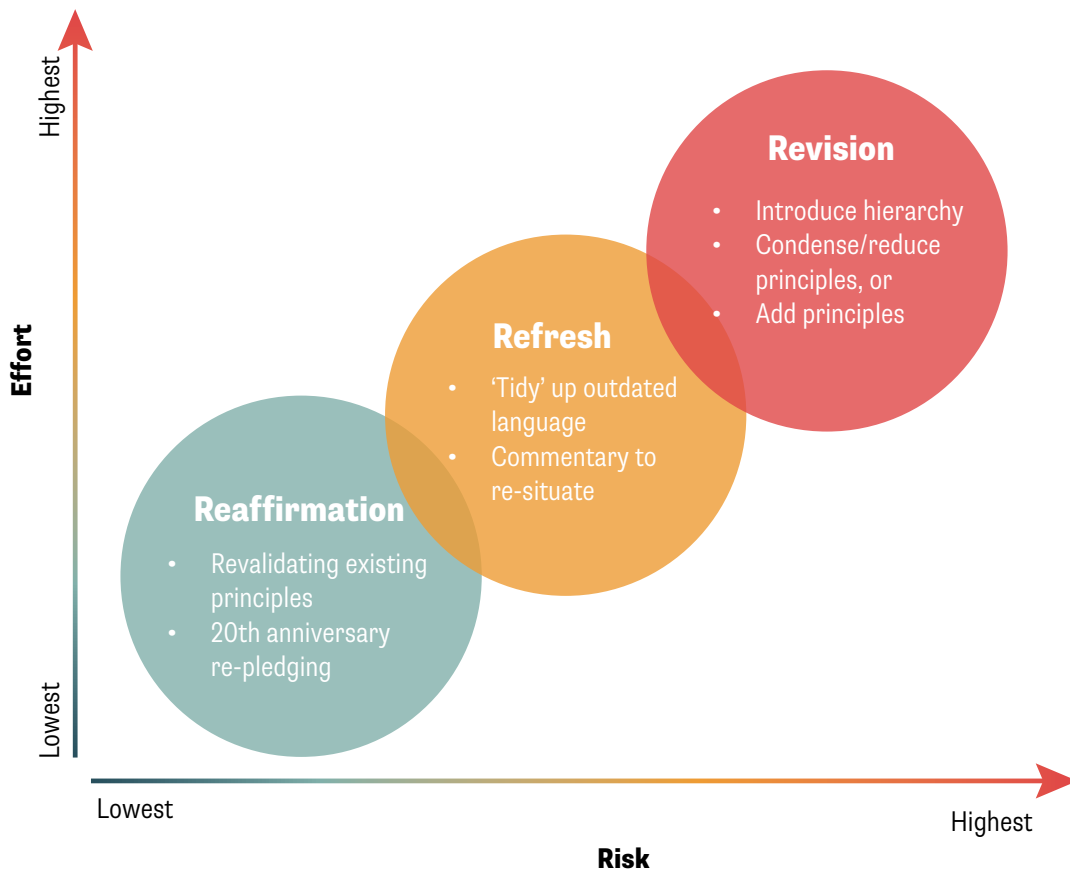 Highest
Effort
Lowest
Revision
• Introduce hierarchy
• Condense/reduce
principles, or
• Add principles
Refresh
• ‘Tidy’ up outdated
language
• Commentary to
re-situate
Reaffirmation
• Revalidating existing
principles
• 20th anniversary
re-pledging
Lowest
Highest
Risk